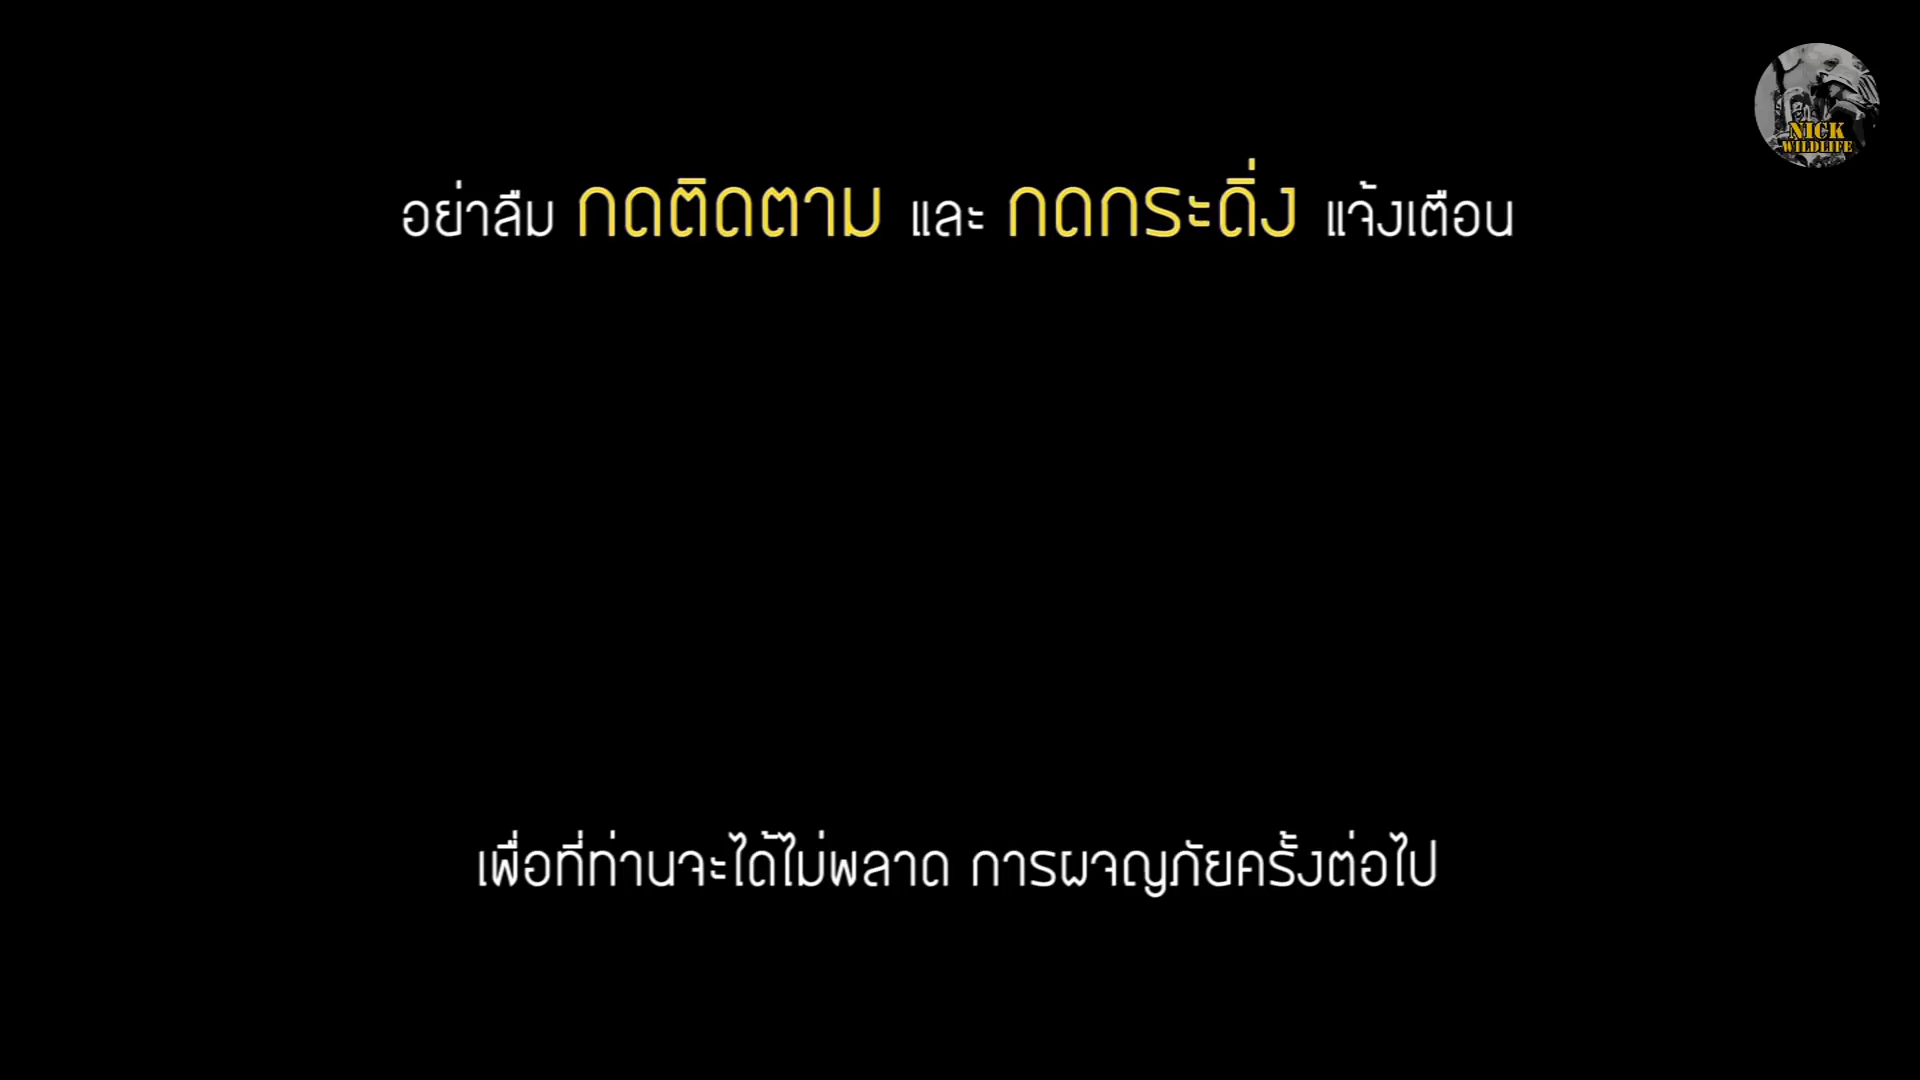 NICK
WILDLIFE
อย่าลืม กดติดตาม และ กดกระดิ่ง แจ้งเตือน
เพื่อที่ท่านจะได้ไม่พลาด การผจญภัยครั้งต่อไป